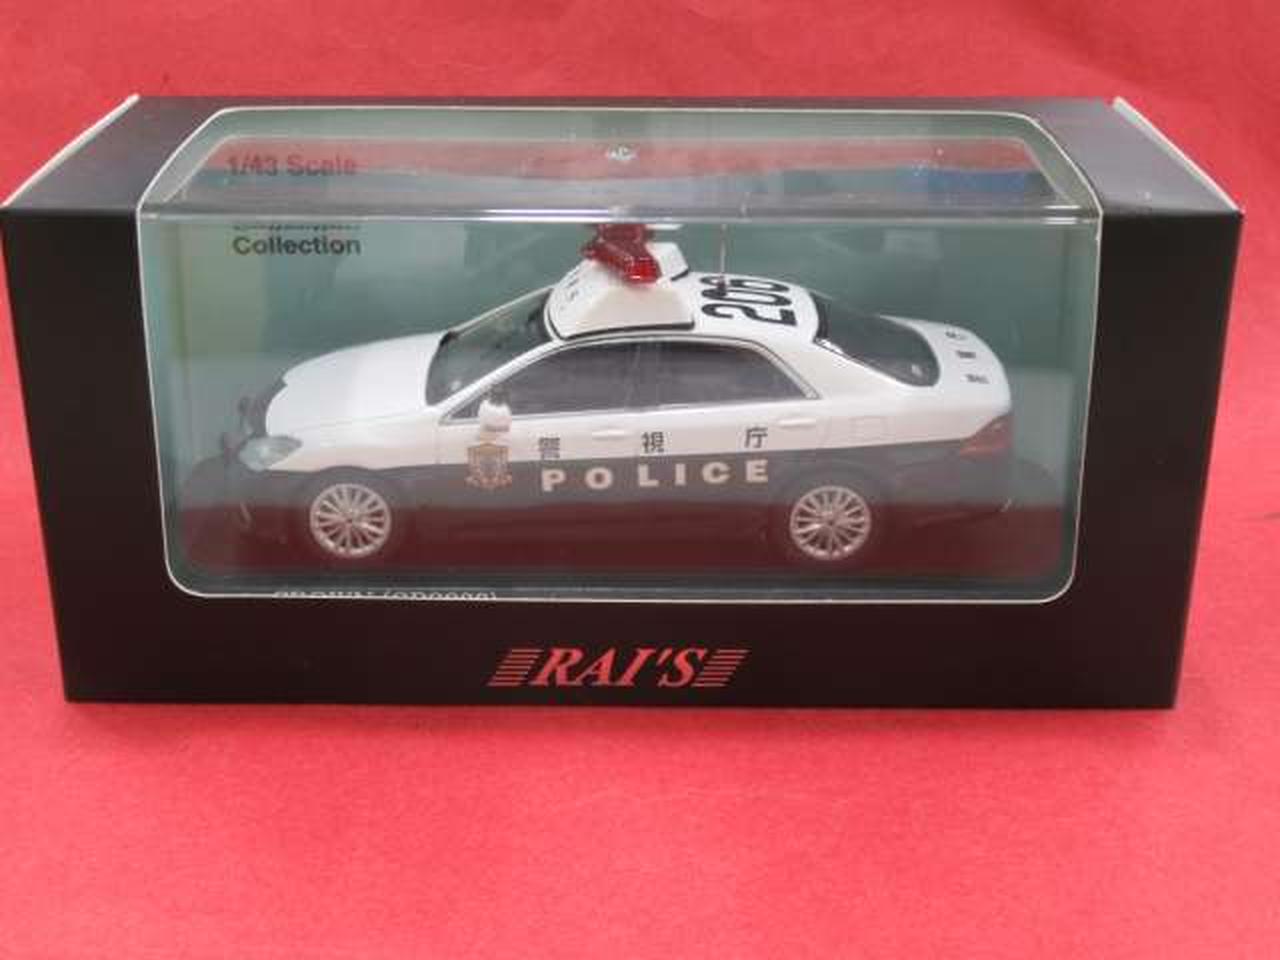 1/43 Scale
Collection
206
警視庁
POLICE
RAI'S